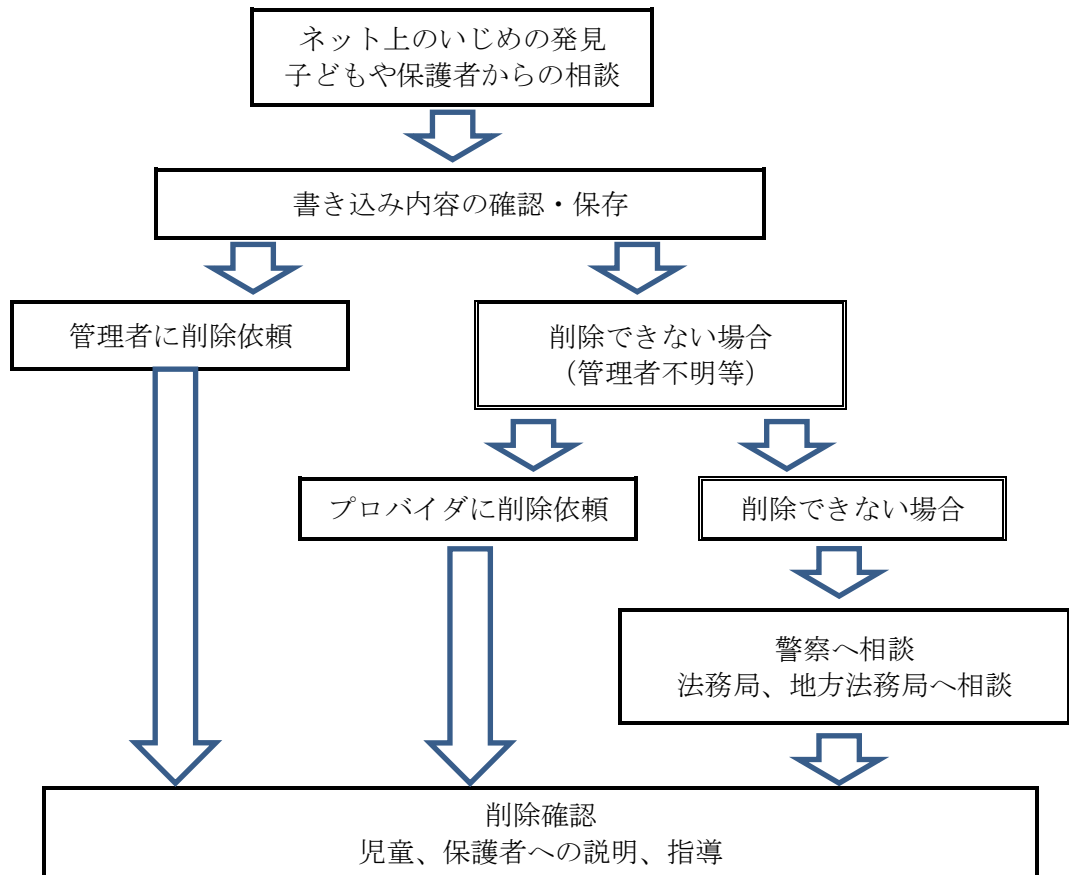 ネット上のいじめの発見
子どもや保護者からの相談
書き込み内容の確認・保存
管理者に削除依頼
削除できない場合
（管理者不明等）
プロバイダに削除依頼
削除できない場合
警察へ相談
法務局、地方法務局へ相談
削除確認
児童、保護者への説明、指導